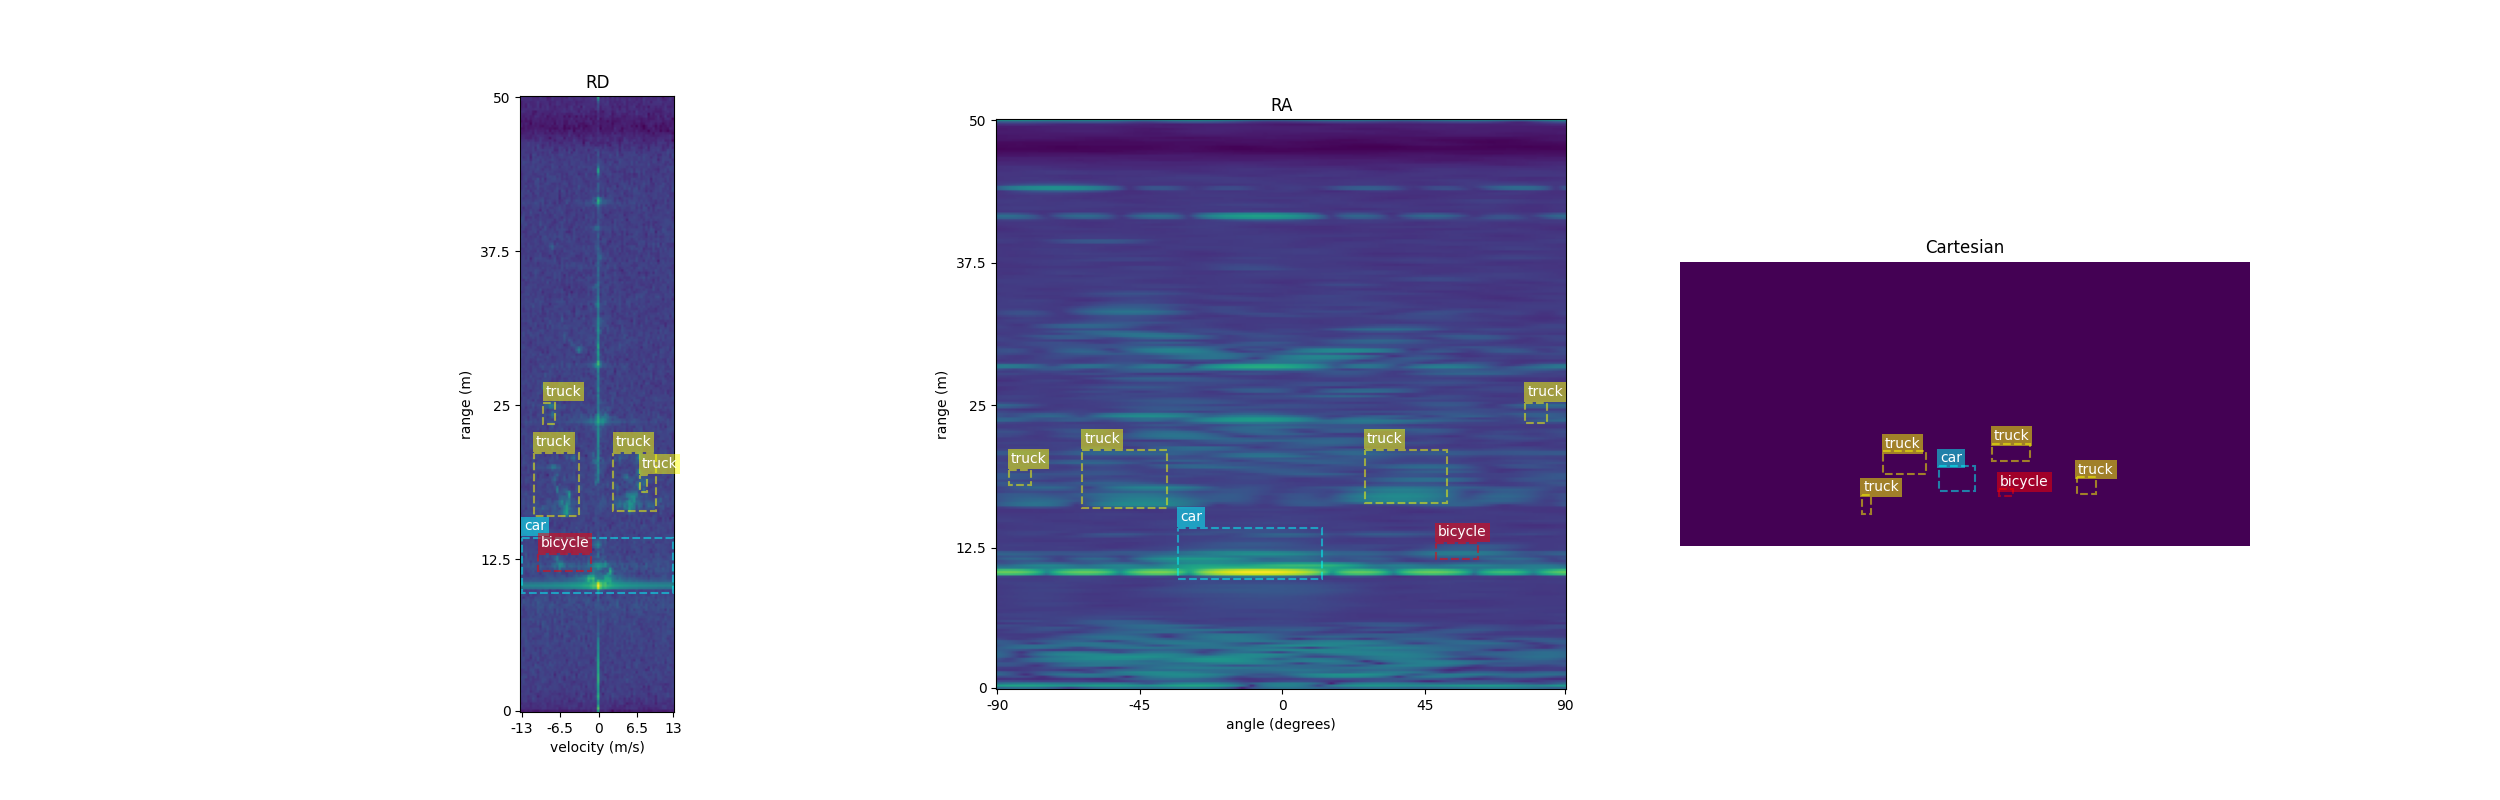 RD
50
37.5
25
12.5
0
range (m)
truck
truck
truck
truck
car
bicycle
-13
-6.5
0
6.5
13
velocity (m/s)
RA
50
37.5
25
12.5
0
range (m)
truck
truck
truck
truck
car
bicycle
-90
-45
0
45
90
angle (degrees)
Cartesian
truck
truck
car
truck
bicycle
truck